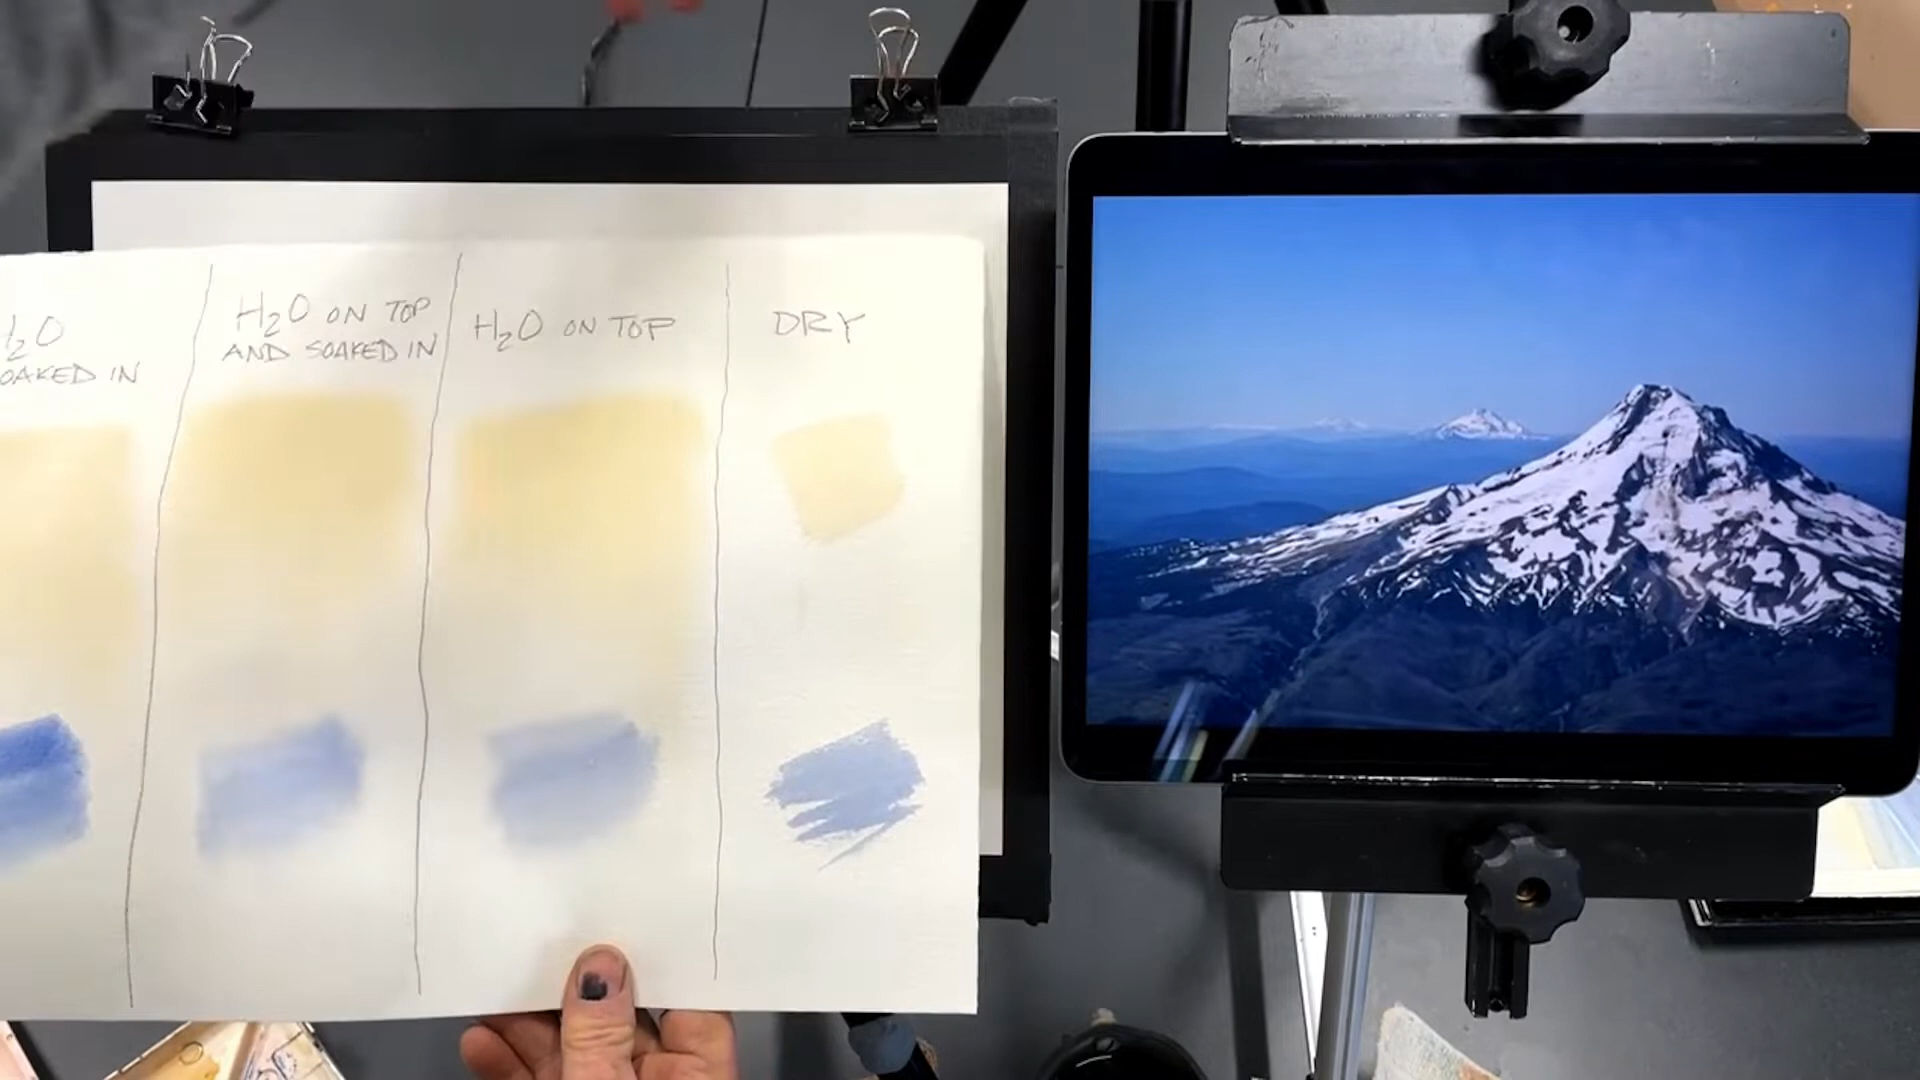 H₂O
OAKED IN
H₂O ON TOP
AND SOAKED IN
H₂O ON TOP
DRY